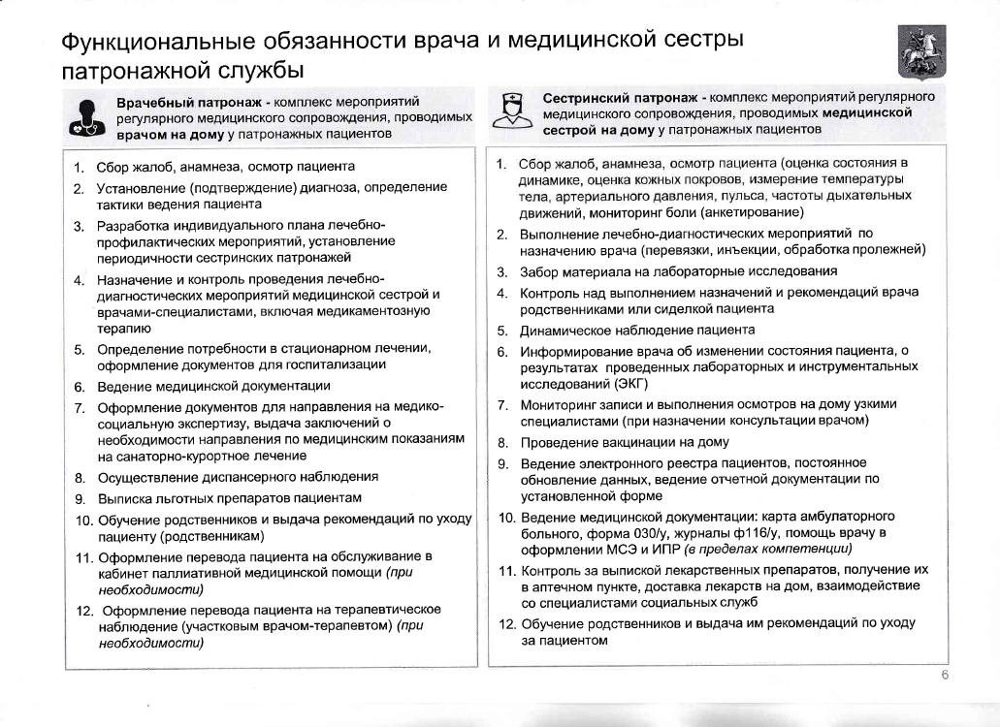 Функциональные обязанности врача и медицинской сестры
патронажной службы
Врачебный патронаж - комплекс мероприятий
регулярного медицинского сопровождения, проводимых
врачом на дому у патронажных пациентов
1. Сбор жалоб, анамнеза, осмотр пациента
2. Установление (подтверждение) диагноза, определение
тактики ведения пациента
3. Разработка индивидуального плана лечебно-
профилактических мероприятий, установление
периодичности сестринских патронажей
4. Назначение и контроль проведения лечебно-
диагностических мероприятий медицинской сестрой и
врачами-специалистами, включая медикаментозную
терапию
5. Определение потребности в стационарном лечении,
оформление документов для госпитализации
6. Ведение медицинской документации
7. Оформление документов для направления на медико-
социальную экспертизу, выдача заключений о
необходимости направления по медицинским показаниям
на санаторно-курортное лечение
8. Осуществление диспансерного наблюдения
9. Выписка льготных препаратов пациентам
10. Обучение родственников и выдача рекомендаций по уходу
пациенту (родственникам)
11. Оформление перевода пациента на обслуживание в
кабинет паллиативной медицинской помощи (при
необходимости)
12. Оформление перевода пациента на терапевтическое
наблюдение (участковым врачом-терапевтом) (при
необходимости)
Сестринский патронаж - комплекс мероприятий регулярного
медицинского сопровождения, проводимых медицинской
сестрой на дому у патронажных пациентов
1. Сбор жалоб, анамнеза, осмотр пациента (оценка состояния в
динамике, оценка кожных покровов, измерение температуры
тела, артериального давления, пульса, частоты дыхательных
движений, мониторинг боли (анкетирование)
2. Выполнение лечебно-диагностических мероприятий по
назначению врача (перевязки, инъекции, обработка пролежней)
3. Забор материала на лабораторные исследования
4. Контроль над выполнением назначений и рекомендаций врача
родственниками или сиделкой пациента
5. Динамическое наблюдение пациента
6. Информирование врача об изменении состояния пациента, о
результатах проведенных лабораторных и инструментальных
исследований (ЭКГ)
7. Мониторинг записи и выполнения осмотров на дому узкими
специалистами (при назначении консультации врачом)
8. Проведение вакцинации на дому
9. Ведение электронного реестра пациентов, постоянное
обновление данных, ведение отчетной документации по
установленной форме
10. Ведение медицинской документации: карта амбулаторного
больного, форма 030/у, журналы ф116/у, помощь врачу в
оформлении МСЭ и ИПР (в пределах компетенции)
11. Контроль за выпиской лекарственных препаратов, получение их
в аптечном пункте, доставка лекарств на дом, взаимодействие
со специалистами социальных служб
12. Обучение родственников и выдача им рекомендаций по уходу
за пациентом
6